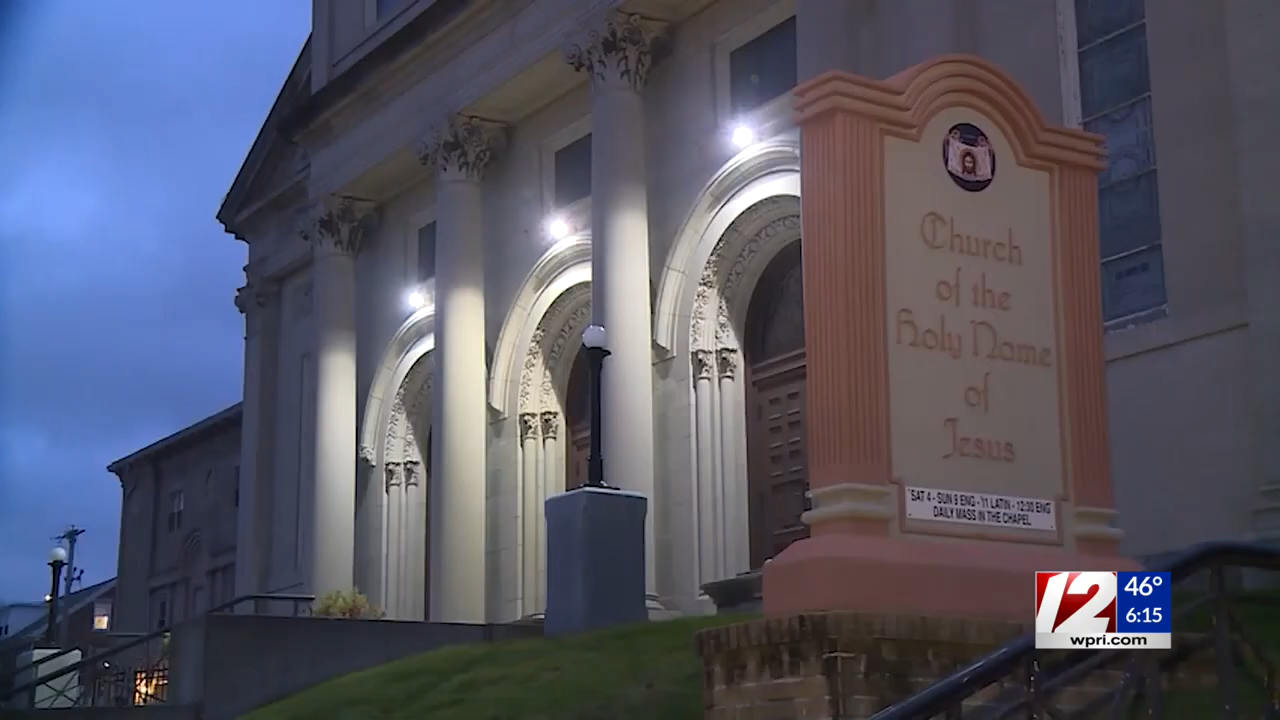 Church
of the
Holy Name
of
Jesus
SAT 4 - SUN 9 ENG - 11 LATIN - 12:30 ENG
DAILY MASS IN THE CHAPEL
12 46°
6:15
wpri.com